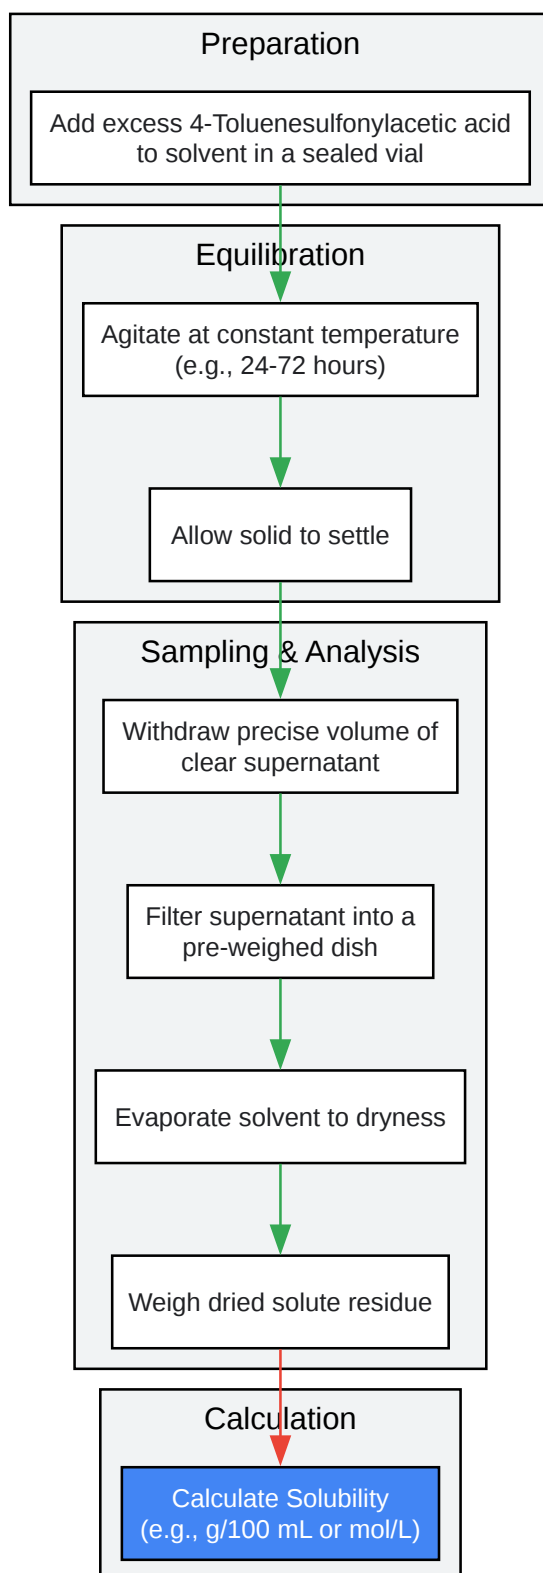 Preparation
Add excess 4-Toluenesulfonylacetic acid
to solvent in a sealed vial
Equilibration
Agitate at constant temperature
(e.g., 24-72 hours)
Allow solid to settle
Sampling & Analysis
Withdraw precise volume of
clear supernatant
Filter supernatant into a
pre-weighed dish
Evaporate solvent to dryness
Weigh dried solute residue
Calculation
Calculate Solubility
(e.g., g/100 mL or mol/L)